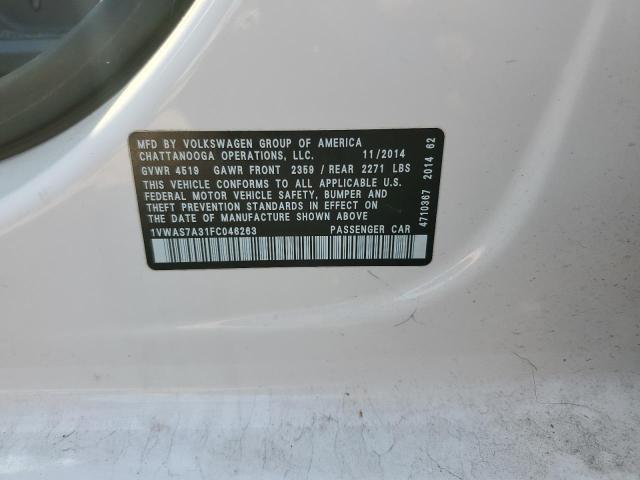 MFD BY VOLKSWAGEN GROUP OF AMERICA
CHATTANOOGA OPERATIONS, LLC. 11/2014
GVWR 4519 GAWR FRONT 2359 / REAR 2271 LBS
THIS VEHICLE CONFORMS TO ALL APPLICABLE U.S.
FEDERAL MOTOR VEHICLE SAFETY, BUMPER AND
THEFT PREVENTION STANDARDS IN EFFECT ON THE
DATE OF MANUFACTURE SHOWN ABOVE
1VWAS7A31FC046263 PASSENGER CAR
4710367 2014 62